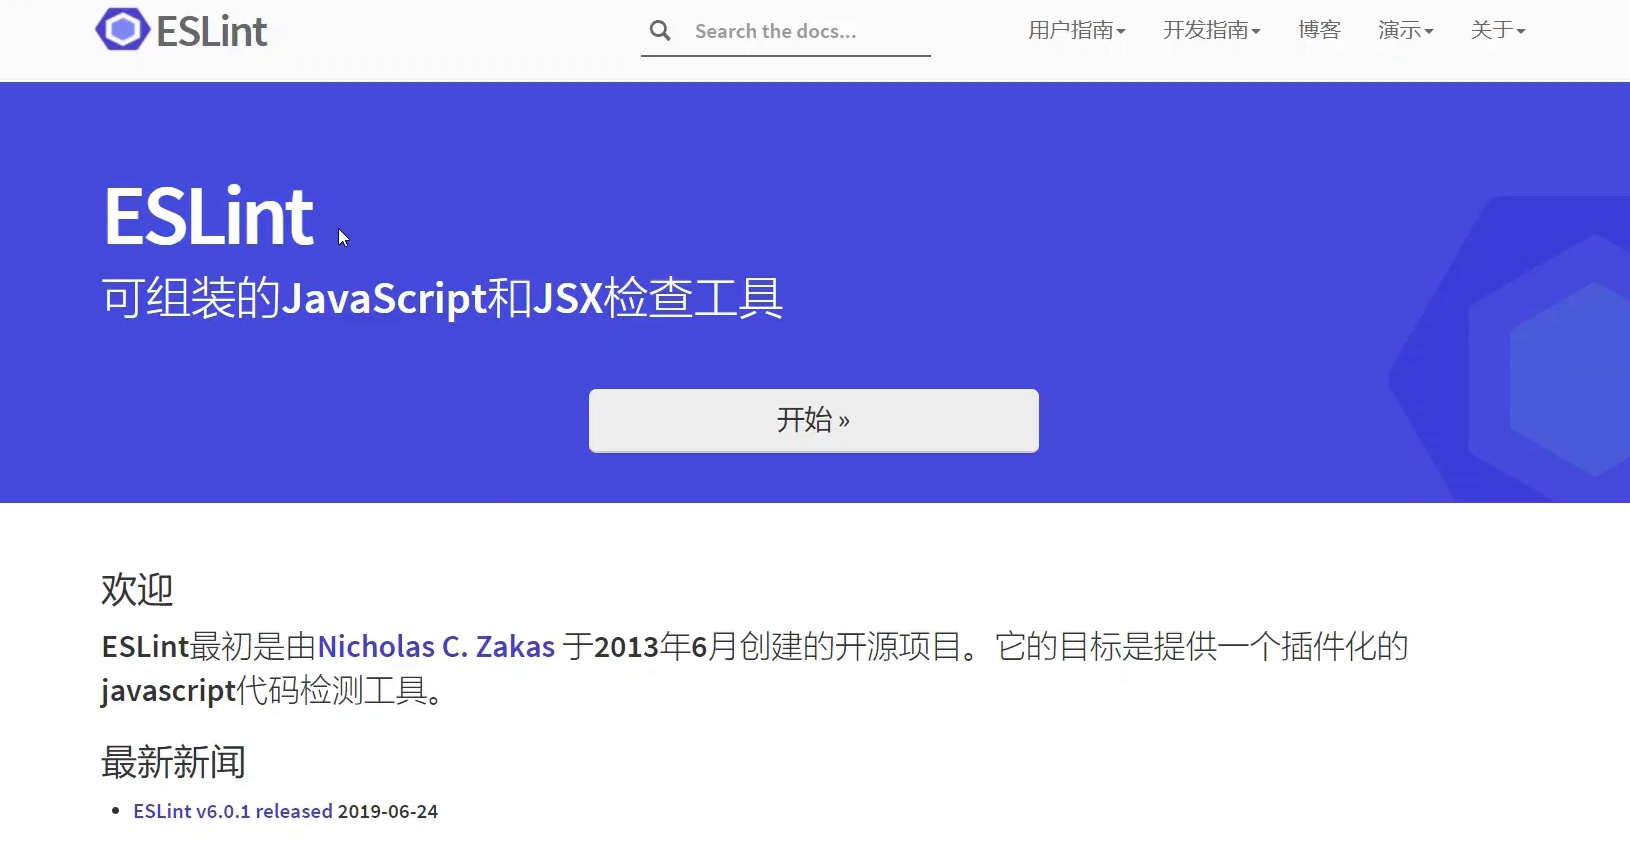 ESLint
Search the docs...
用户指南
开发指南
博客
演示
关于
ESLint
可组装的JavaScript和JSX检查工具
开始 »
欢迎
ESLint最初是由Nicholas C. Zakas 于2013年6月创建的开源项目。它的目标是提供一个插件化的
javascript代码检测工具。
最新新闻
ESLint v6.0.1 released 2019-06-24